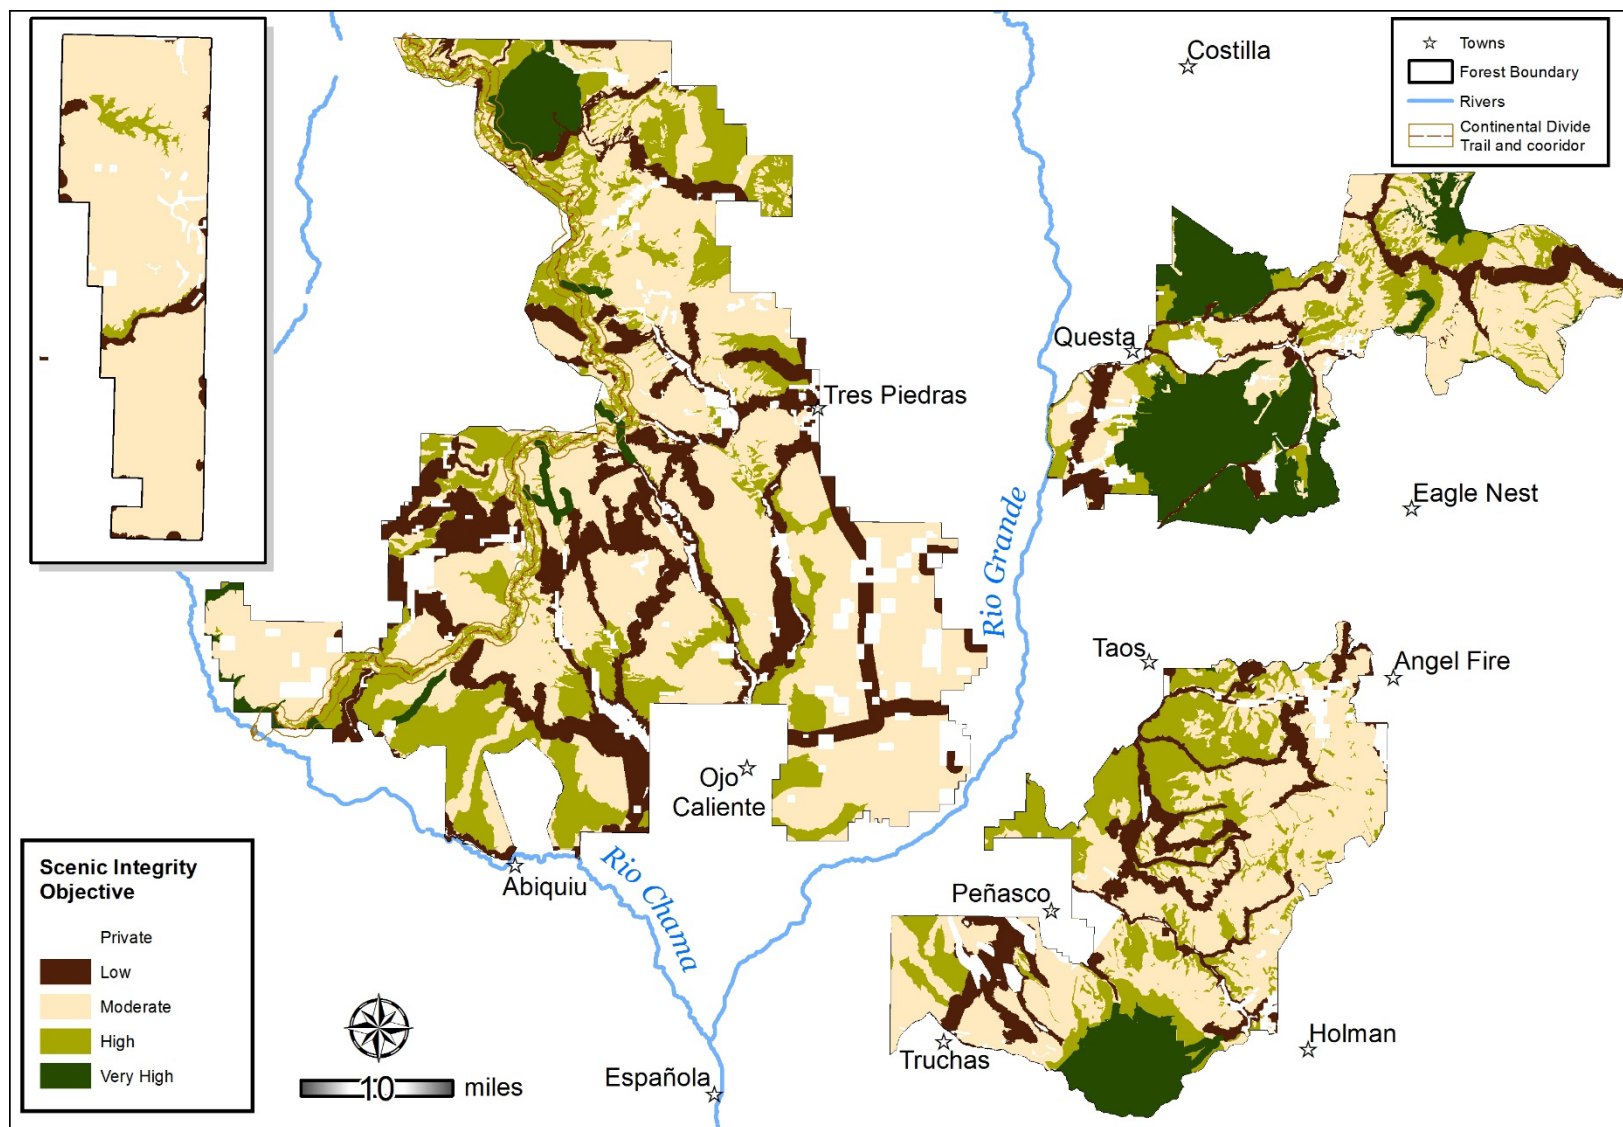 Costilla
Towns
Forest Boundary
Rivers
Continental Divide
Trail and cooridor
Questa
Tres Piedras
Eagle Nest
Rio Grande
Taos
Angel Fire
Ojo
Caliente
Abiquiu
Rio Chama
Peñasco
Truchas
Holman
Española
Scenic Integrity
Objective
Private
Low
Moderate
High
Very High
10 miles